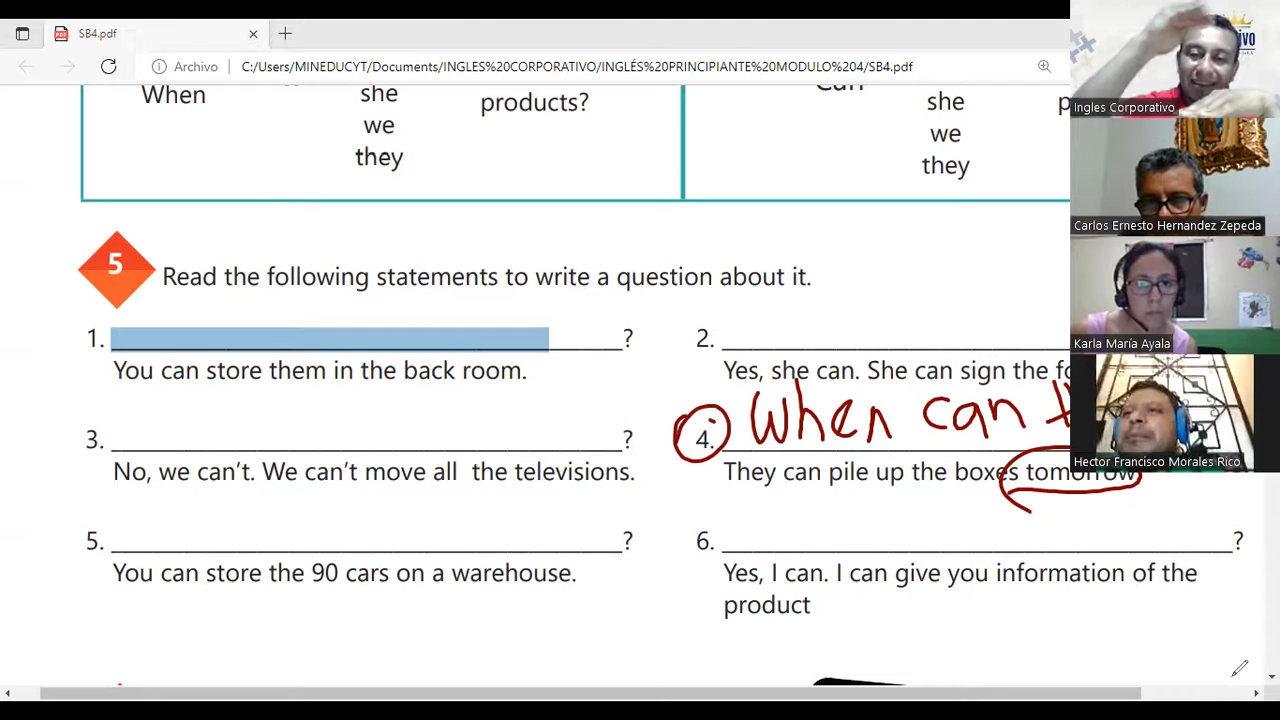 SB4.pdf
Archivo C:/Users/MINEDUCYT/Documents/INGLES%20CORPORATIVO/INGLÉS%20PRINCIPIANTE%20MODULO%204/SB4.pdf
When
she
we
they
products?
Can
she
we
they
5 Read the following statements to write a question about it.
1. ?
You can store them in the back room.
2.
Yes, she can. She can sign the
3. ?
No, we can't. We can't move all the televisions.
4. When can
They can pile up the boxes tomorrow
5. ?
You can store the 90 cars on a warehouse.
6. ?
Yes, I can. I can give you information of the
product
Ingles Corporativo
Carlos Ernesto Hernandez Zepeda
Karla María Ayala
Hector Francisco Morales Rico